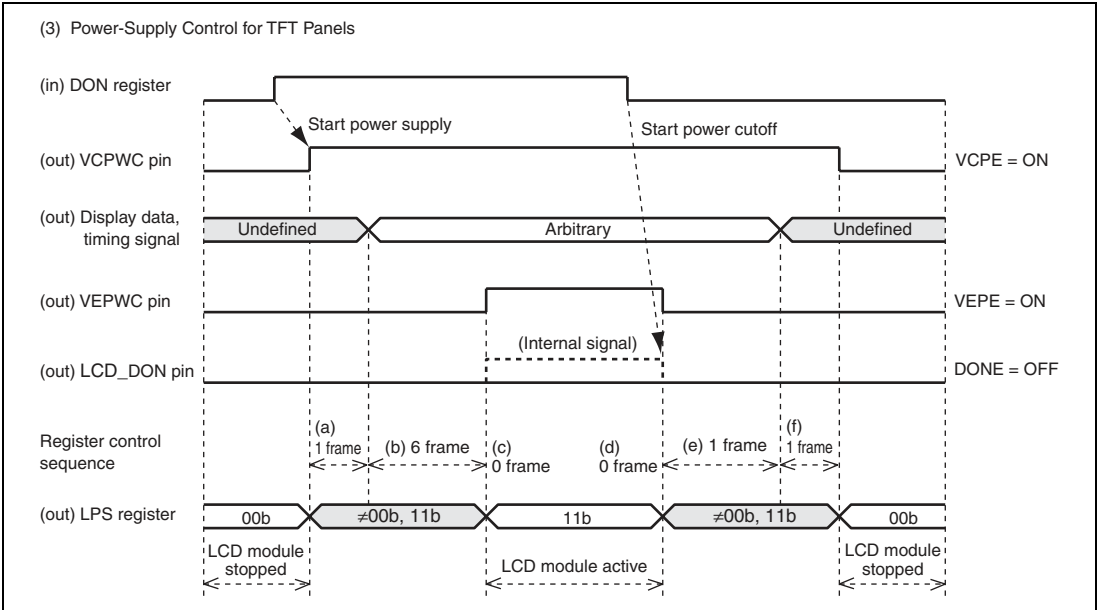 (3) Power-Supply Control for TFT Panels
(in) DON register
Start power supply
Start power cutoff
(out) VCPWC pin
VCPE = ON
(out) Display data,
timing signal
Undefined
Arbitrary
Undefined
(out) VEPWC pin
VEPE = ON
(Internal signal)
(out) LCD_DON pin
DONE = OFF
Register control
sequence
(a)
1 frame
(b) 6 frame
(c)
0 frame
(d)
0 frame
(e) 1 frame
(f)
1 frame
(out) LPS register
00b
≠00b, 11b
11b
≠00b, 11b
00b
LCD module
stopped
LCD module active
LCD module
stopped